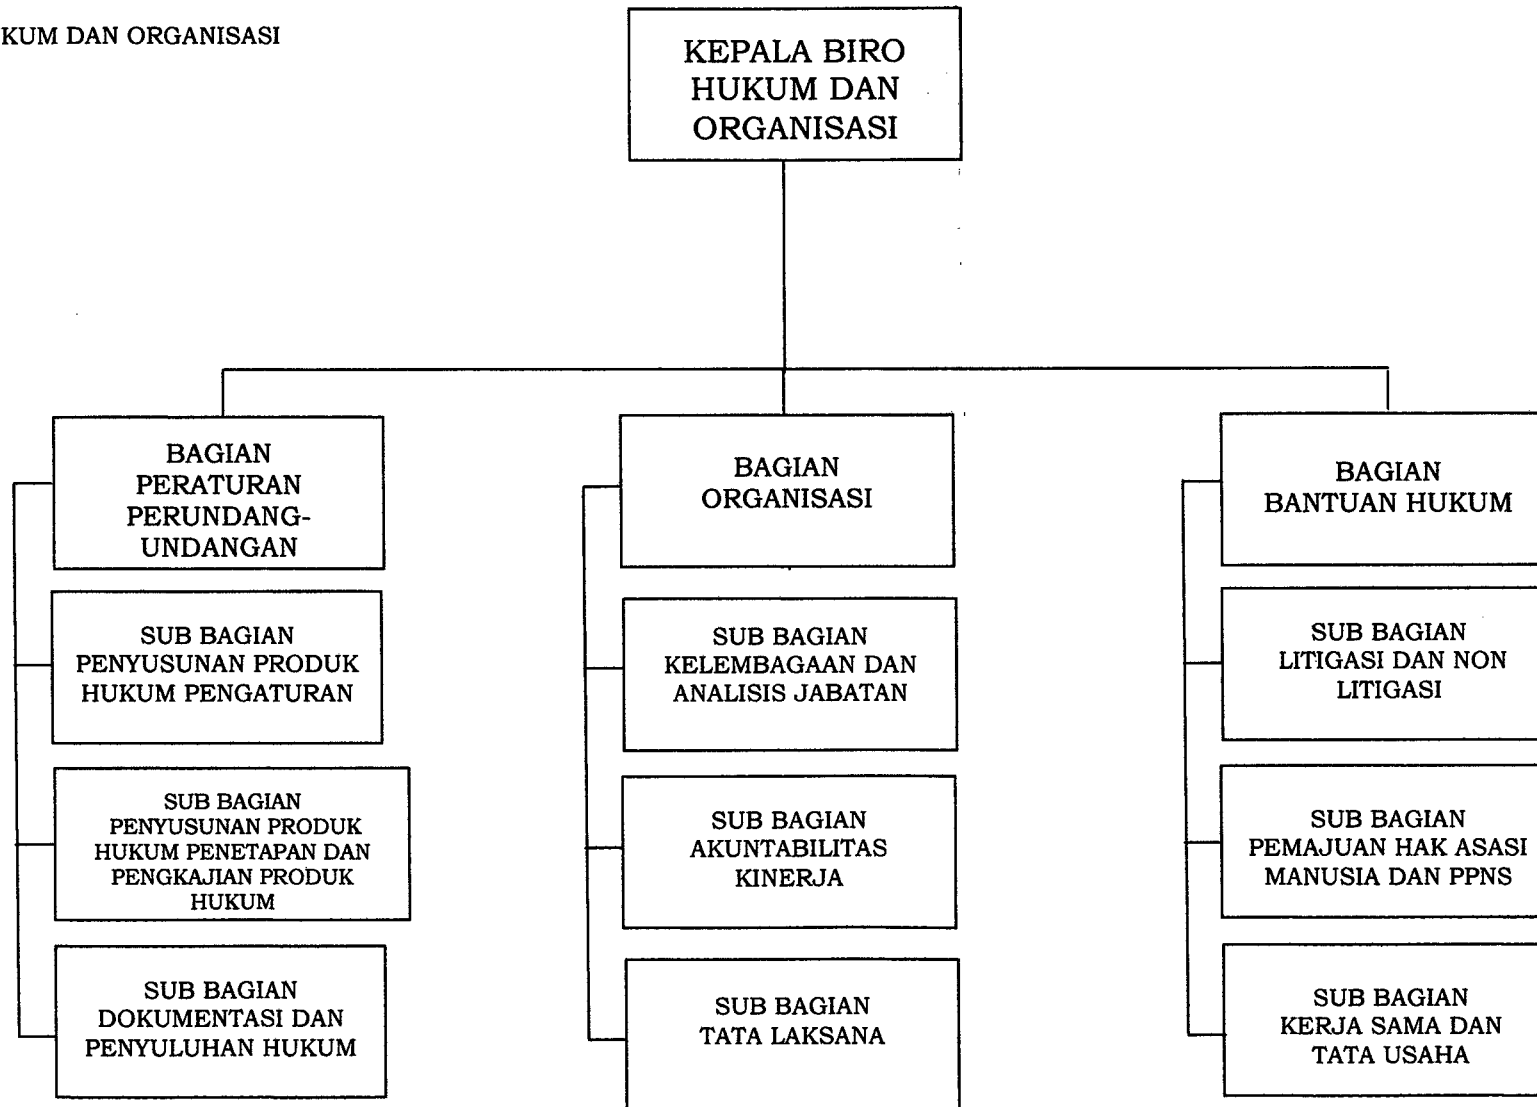 KUM DAN ORGANISASI
KEPALA BIRO
HUKUM DAN
ORGANISASI
BAGIAN
PERATURAN
PERUNDANG-
UNDANGAN
SUB BAGIAN
PENYUSUNAN PRODUK
HUKUM PENGATURAN
SUB BAGIAN
PENYUSUNAN PRODUK
HUKUM PENETAPAN DAN
PENGKAJIAN PRODUK
HUKUM
SUB BAGIAN
DOKUMENTASI DAN
PENYULUHAN HUKUM
BAGIAN
ORGANISASI
SUB BAGIAN
KELEMBAGAAN DAN
ANALISIS JABATAN
SUB BAGIAN
AKUNTABILITAS
KINERJA
SUB BAGIAN
TATA LAKSANA
BAGIAN
BANTUAN HUKUM
SUB BAGIAN
LITIGASI DAN NON
LITIGASI
SUB BAGIAN
PEMAJUAN HAK ASASI
MANUSIA DAN PPNS
SUB BAGIAN
KERJA SAMA DAN
TATA USAHA